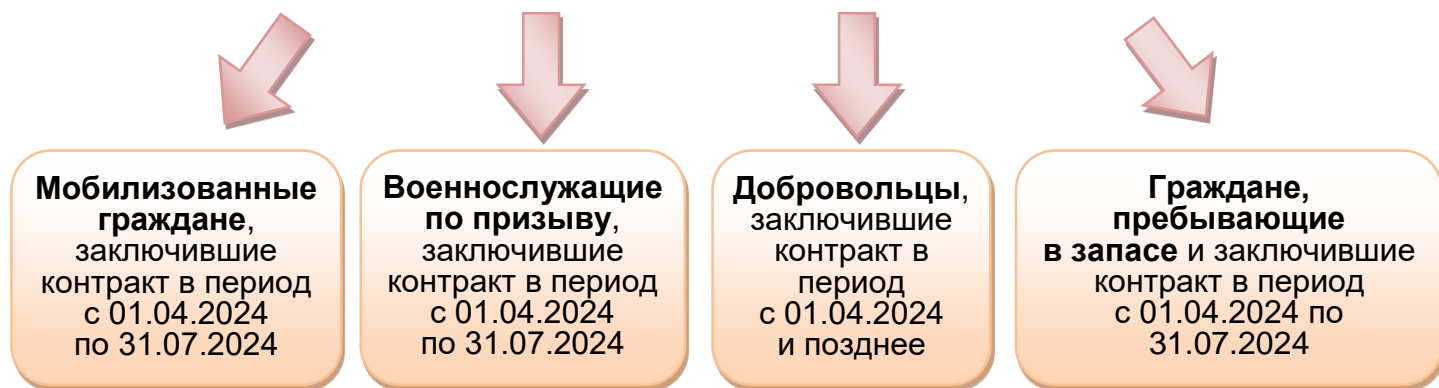 Мобилизованные
граждане,
заключившие
контракт в период
с 01.04.2024
по 31.07.2024
Военнослужащие
по призыву,
заключившие
контракт в период
с 01.04.2024
по 31.07.2024
Добровольцы,
заключившие
контракт в
период
с 01.04.2024
и позднее
Граждане,
пребывающие
в запасе и заключившие
контракт в период
с 01.04.2024 по
31.07.2024